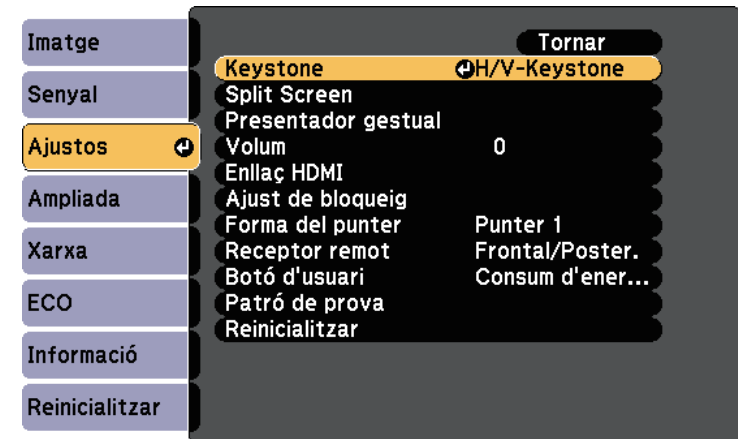 Imatge
Senyal
Ajustos
Ampliada
Xarxa
ECO
Informació
Reinicialitzar
Tornar
Keystone H/V-Keystone
Split Screen
Presentador gestual
Volum 0
Enllaç HDMI
Ajust de bloqueig
Forma del punter Punter 1
Receptor remot Frontal/Poster.
Botó d'usuari Consum d'ener...
Patró de prova
Reinicialitzar